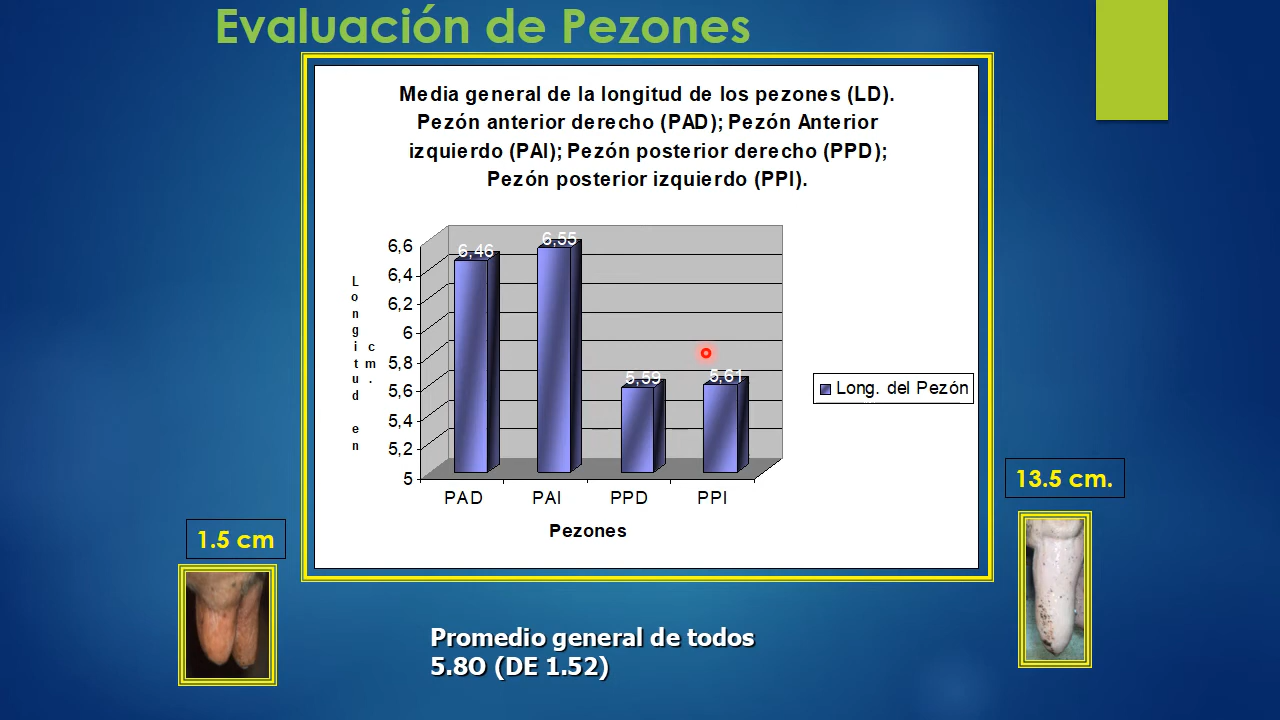 Evaluación de Pezones
Media general de la longitud de los pezones (LD).
Pezón anterior derecho (PAD); Pezón Anterior
izquierdo (PAI); Pezón posterior derecho (PPD);
Pezón posterior izquierdo (PPI).
6,6
6,4
6,2
6
5,8
5,6
5,4
5,2
5
Longitud en
cm.
6,46
6,55
5,59
5,61
PAD
PAI
PPD
PPI
Pezones
Long. del Pezón
1.5 cm
13.5 cm.
Promedio general de todos
5.8O (DE 1.52)